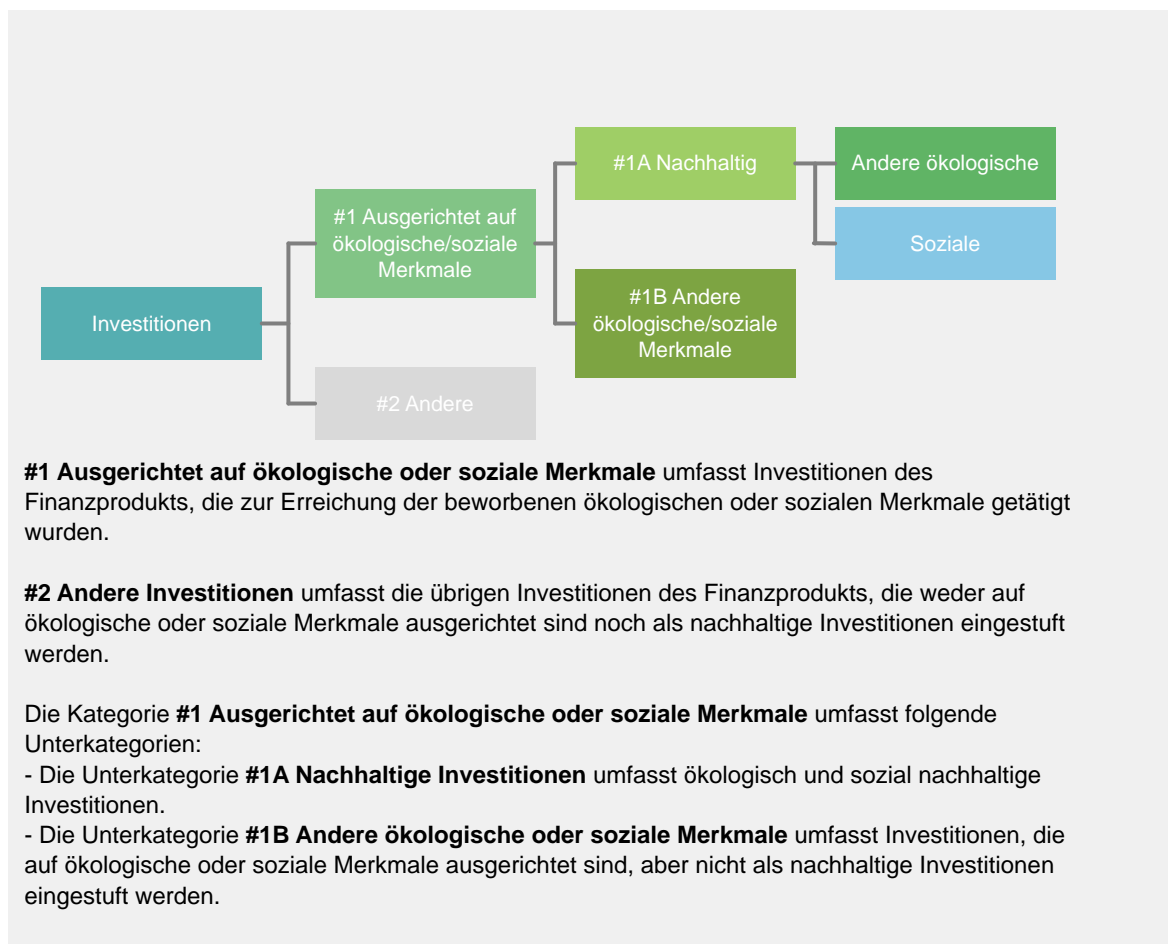 #1A Nachhaltig
Andere ökologische
#1 Ausgerichtet auf
ökologische/soziale
Merkmale
Soziale
Investitionen
#1B Andere
ökologische/soziale
Merkmale
#2 Andere
#1 Ausgerichtet auf ökologische oder soziale Merkmale umfasst Investitionen des
Finanzprodukts, die zur Erreichung der beworbenen ökologischen oder sozialen Merkmale getätigt
wurden.
#2 Andere Investitionen umfasst die übrigen Investitionen des Finanzprodukts, die weder auf
ökologische oder soziale Merkmale ausgerichtet sind noch als nachhaltige Investitionen eingestuft
werden.
Die Kategorie #1 Ausgerichtet auf ökologische oder soziale Merkmale umfasst folgende
Unterkategorien:
- Die Unterkategorie #1A Nachhaltige Investitionen umfasst ökologisch und sozial nachhaltige
Investitionen.
- Die Unterkategorie #1B Andere ökologische oder soziale Merkmale umfasst Investitionen, die
auf ökologische oder soziale Merkmale ausgerichtet sind, aber nicht als nachhaltige Investitionen
eingestuft werden.